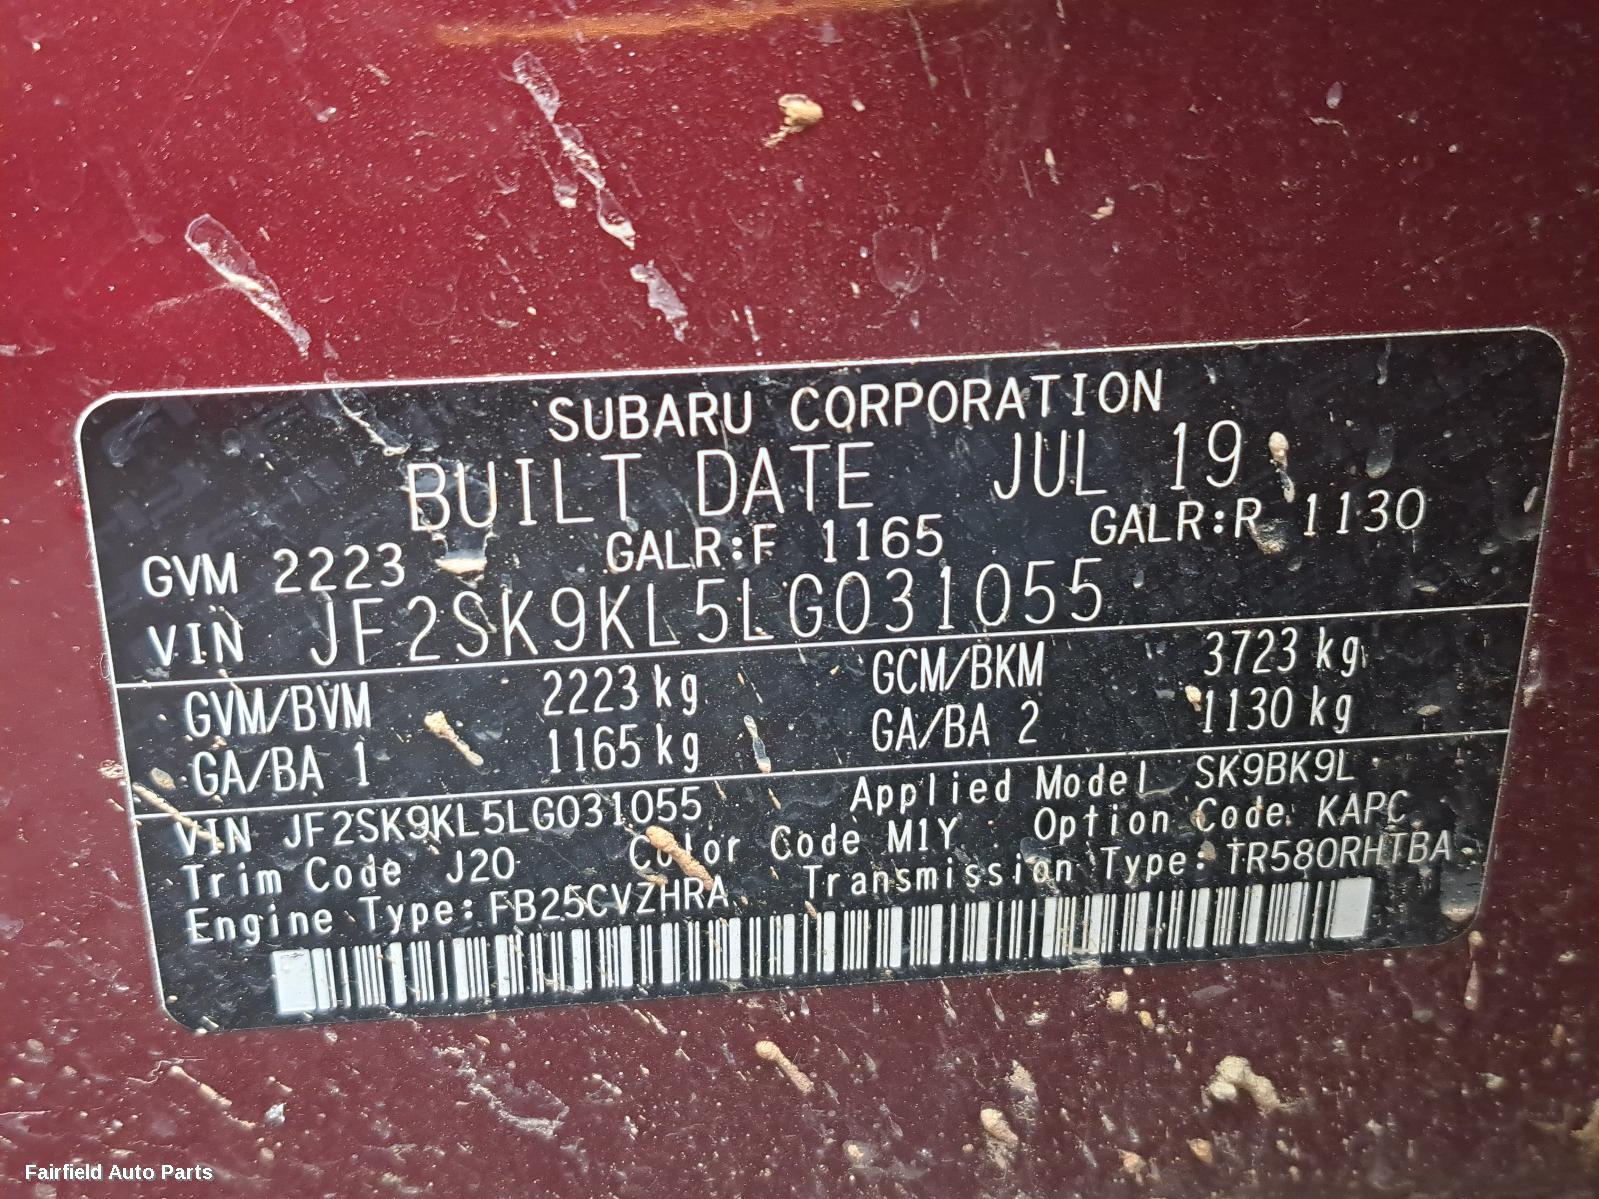 SUBARU CORPORATION
BUILT DATE JUL 19
GVM 2223 GALR:F 1165 GALR:R 1130
VIN JF2SK9KL5LG031055
GVM/BVM 2223 kg GCM/BKM 3723 kg
GA/BA 1 1165 kg GA/BA 2 1130 kg
VIN JF2SK9KL5LG031055 Applied Model SK9BK9L
Trim Code J20 Color Code M1Y Option Code: KAPC
Engine Type: FB25CVZHRA Transmission Type: TR580RHTBA
Fairfield Auto Parts